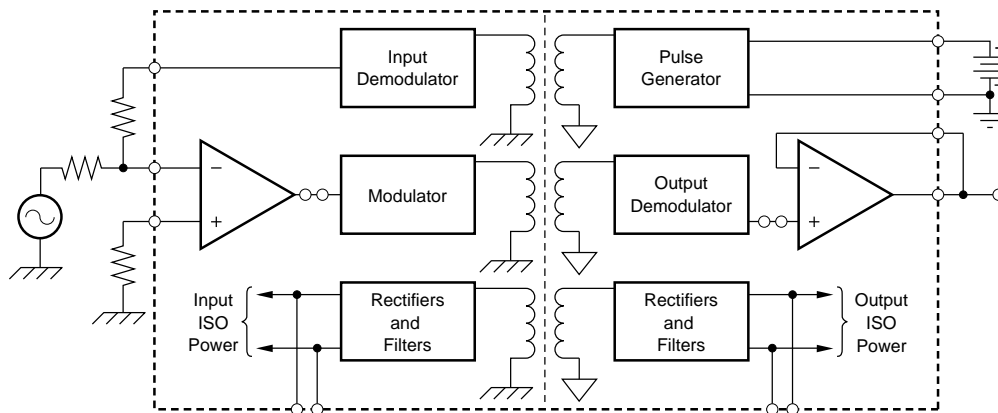 Input
Demodulator
Pulse
Generator
−
+
Modulator
Output
Demodulator
−
+
Input
ISO
Power
Rectifiers
and
Filters
Rectifiers
and
Filters
Output
ISO
Power